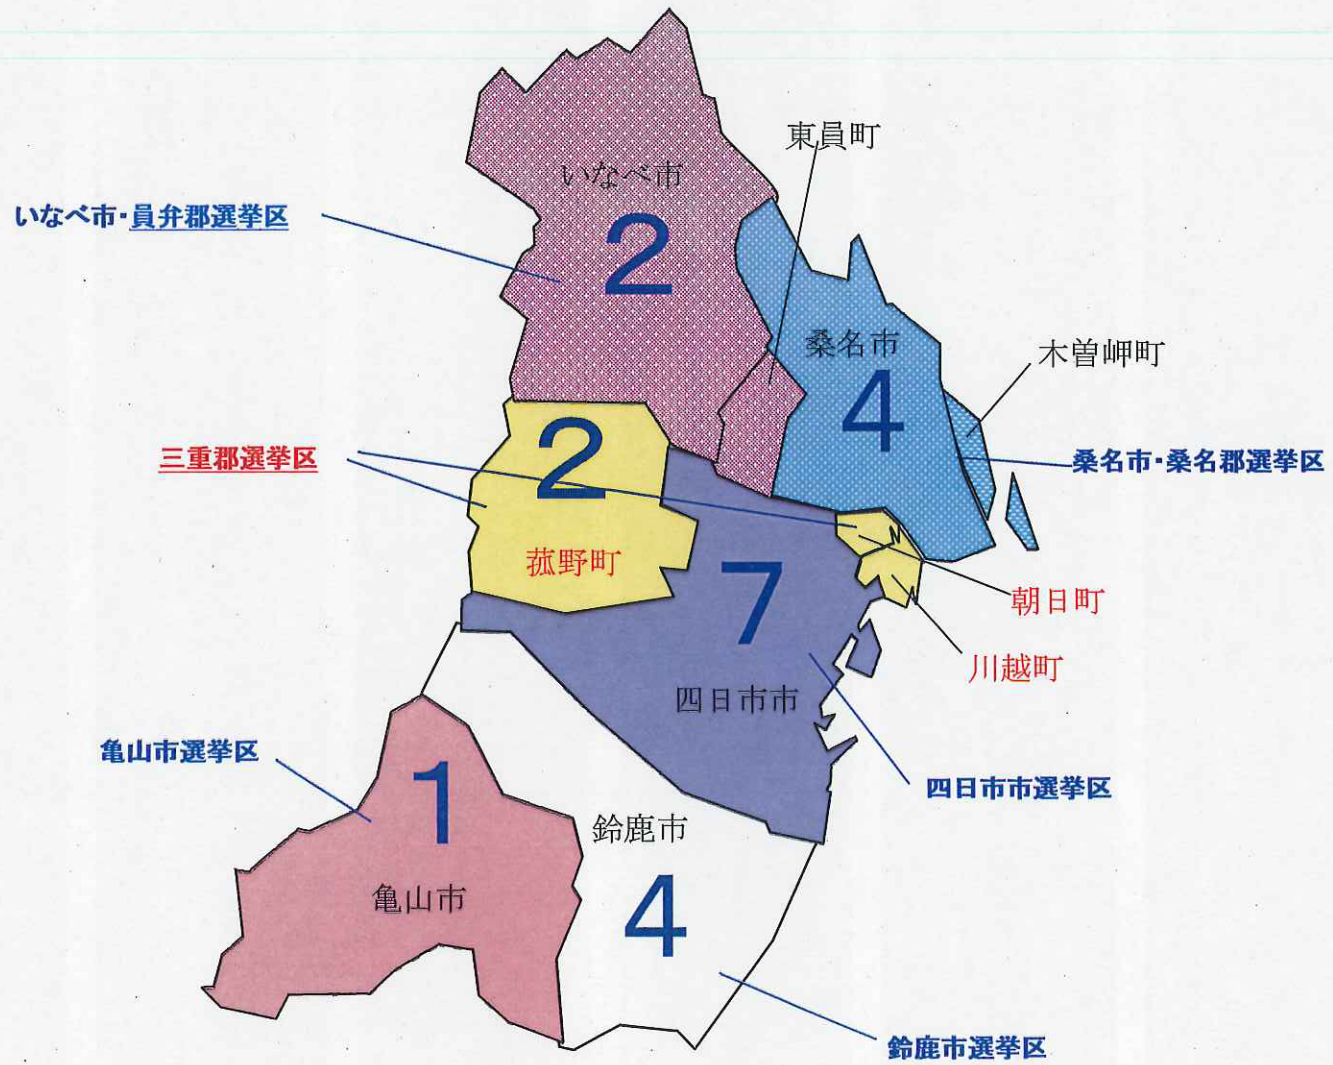 東員町
いなべ市
いなべ市・員弁郡選挙区
2
桑名市
木曽岬町
4
2
三重郡選挙区
桑名市・桑名郡選挙区
菰野町
7
朝日町
川越町
四日市市
亀山市選挙区
1
四日市市選挙区
鈴鹿市
亀山市
4
鈴鹿市選挙区